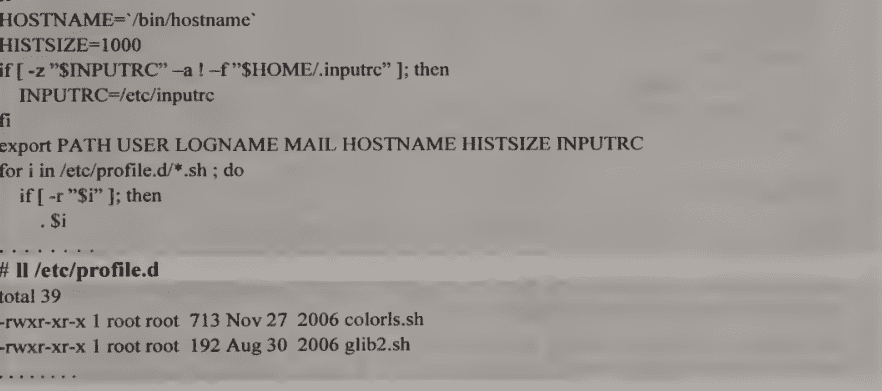 HOSTNAME=`/bin/hostname`
HISTSIZE=1000
if [ -z ”$INPUTRC” –a ! –f ”$HOME/.inputrc” ]; then
INPUTRC=/etc/inputrc
fi
export PATH USER LOGNAME MAIL HOSTNAME HISTSIZE INPUTRC
for i in /etc/profile.d/*.sh ; do
if [ -r ”$i” ]; then
. $i
. . . . . . . .
# ll /etc/profile.d
total 39
-rwxr-xr-x 1 root root 713 Nov 27 2006 colorls.sh
-rwxr-xr-x 1 root root 192 Aug 30 2006 glib2.sh
. . . . . . . .